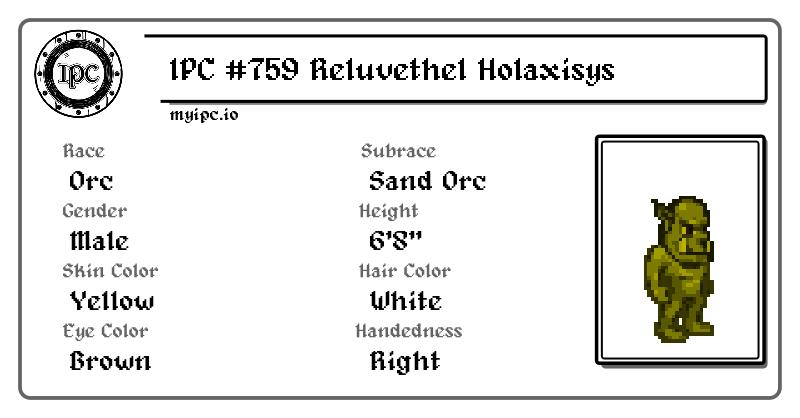 IPC
IPC #759 Reluvethel Holaxisys
myipc.io
Race
Orc
Subrace
Sand Orc
Gender
Male
Height
6'8"
Skin Color
Yellow
Hair Color
White
Eye Color
Brown
Handedness
Right